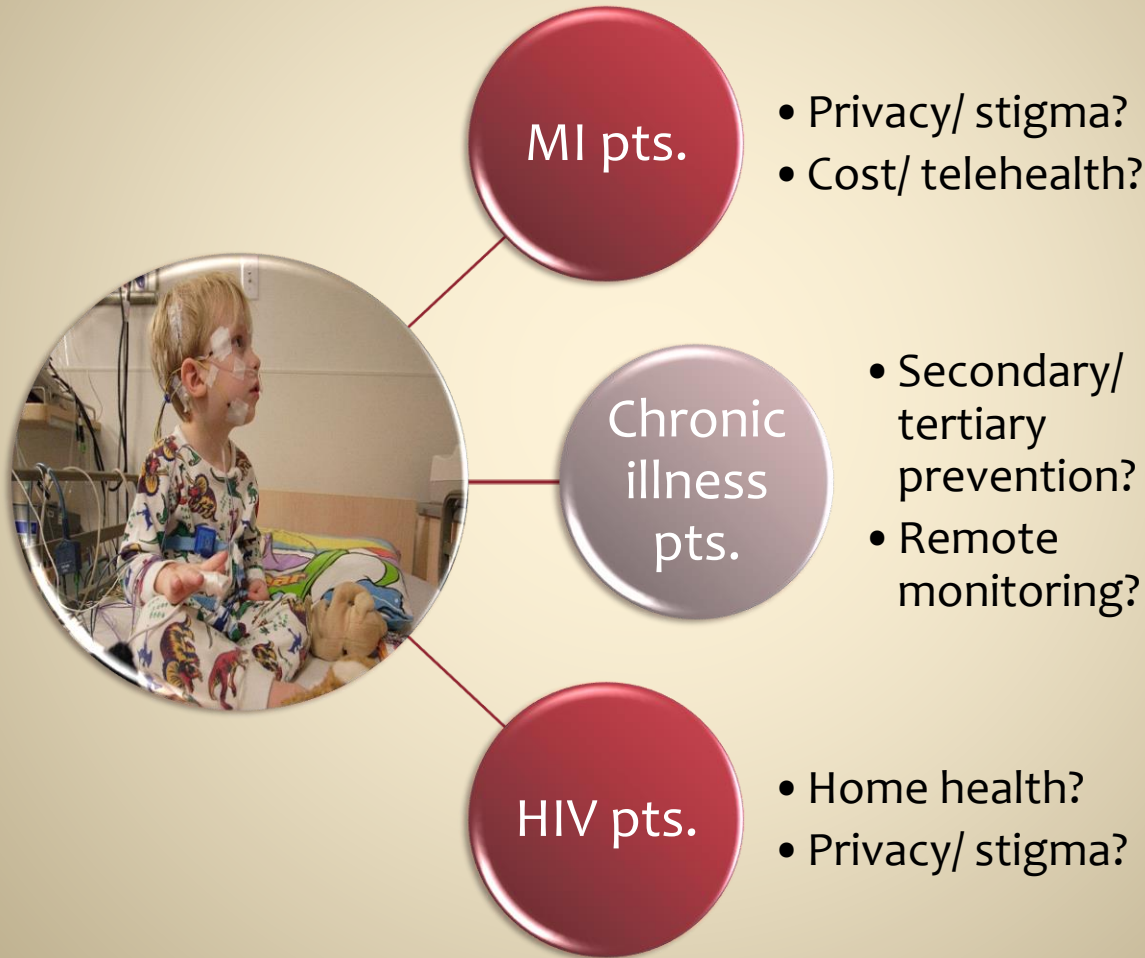 MI pts.
• Privacy/ stigma?
• Cost/ telehealth?
Chronic
illness
pts.
• Secondary/
tertiary
prevention?
• Remote
monitoring?
HIV pts.
• Home health?
• Privacy/ stigma?